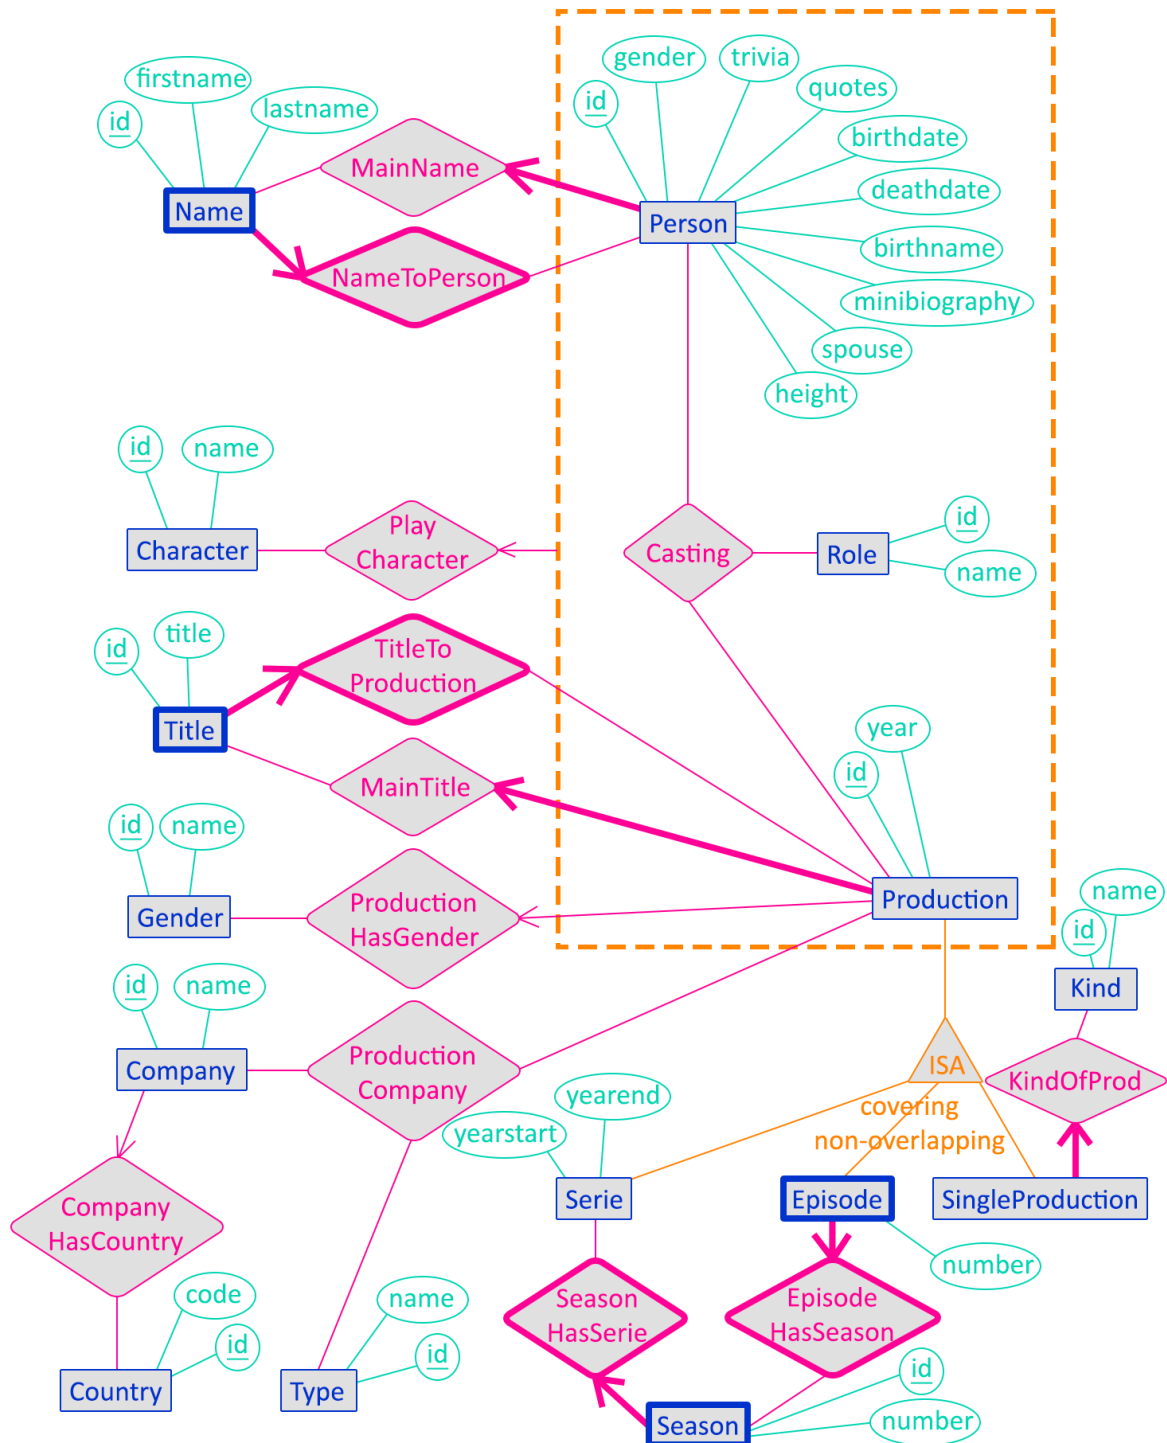 gender
trivia
firstname
id
quotes
lastname
id
birthdate
MainName
deathdate
Name
Person
birthname
NameToPerson
minibiography
spouse
height
id
name
Play
Character
id
Character
Casting
Role
name
title
id
TitleTo
Production
Title
year
id
MainTitle
id
name
Production
HasGender
Gender
Production
name
id
id
name
Kind
Production
Company
Company
ISA
KindOfProd
yearend
covering
yearstart
non-overlapping
Serie
Episode
SingleProduction
Company
HasCountry
number
code
name
Season
HasSerie
Episode
HasSeason
id
id
id
Country
Type
Season
number